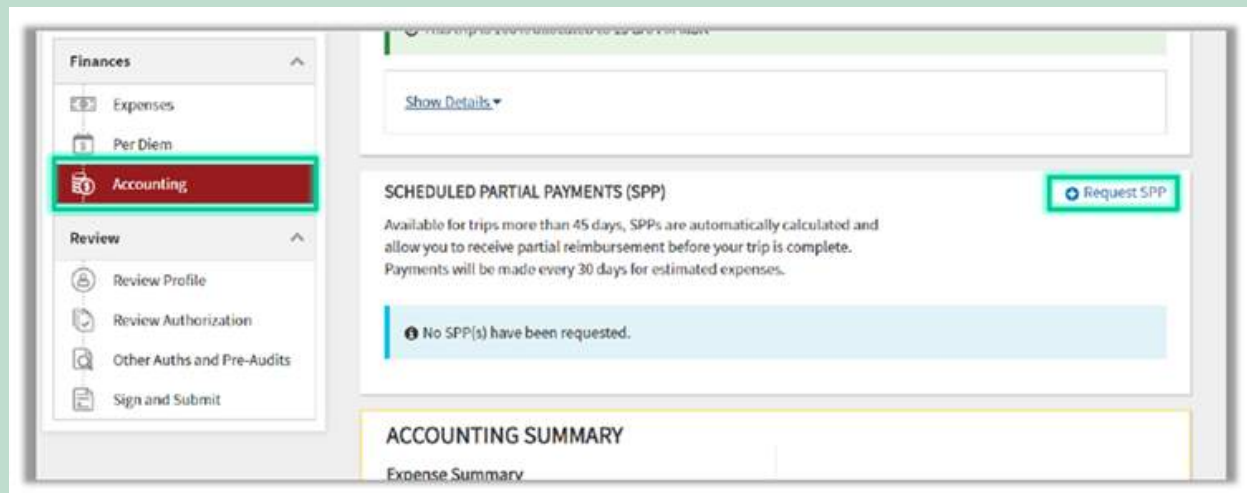 Finances
Expenses
Per Diem
Accounting
Review
Review Profile
Review Authorization
Other Auths and Pre-Audits
Sign and Submit
Show Details
SCHEDULED PARTIAL PAYMENTS (SPP)
Request SPP
Available for trips more than 45 days, SPPs are automatically calculated and
allow you to receive partial reimbursement before your trip is complete.
Payments will be made every 30 days for estimated expenses.
No SPP(s) have been requested.
ACCOUNTING SUMMARY
Expense Summary